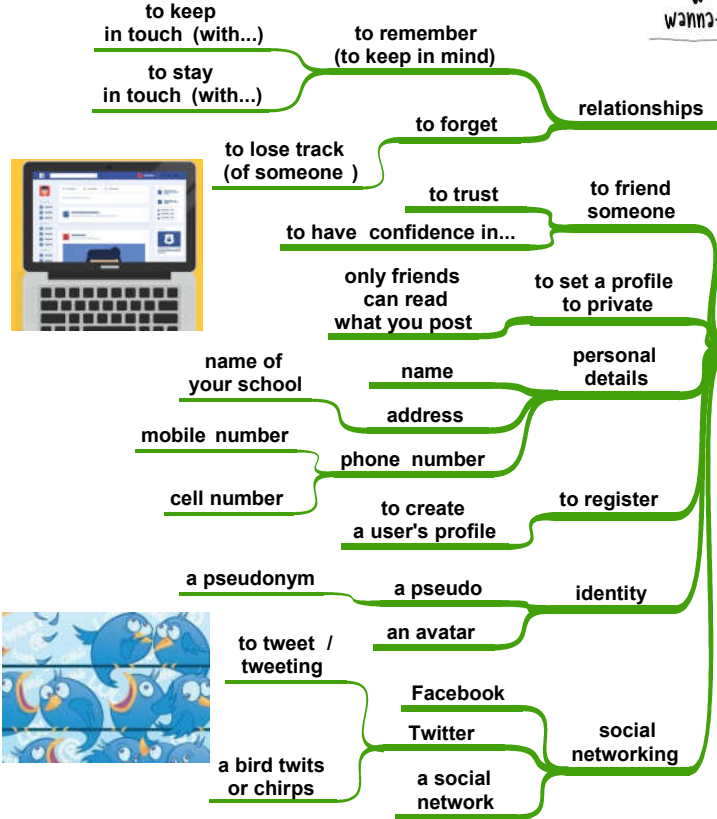 to keep
in touch (with...)
to stay
in touch (with...)
to remember
(to keep in mind)
to forget
to lose track
(of someone )
relationships
wanna-
to trust
to have confidence in...
to friend
someone
only friends
can read
what you post
to set a profile
to private
personal
details
name
name of
your school
address
mobile number
phone number
cell number
to create
a user's profile
to register
a pseudonym
a pseudo
an avatar
identity
to tweet /
tweeting
Facebook
Twitter
a bird twits
or chirps
a social
network
social
networking